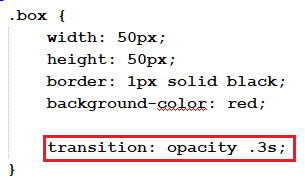 .box {
    width: 50px;
    height: 50px;
    border: 1px solid black;
    background-color: red;

    transition: opacity .3s;
}